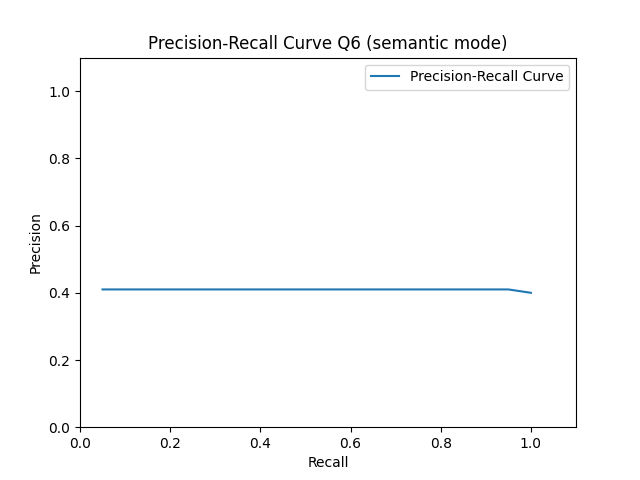 Precision-Recall Curve Q6 (semantic mode)
Precision-Recall Curve
Precision
1.0
0.8
0.6
0.4
0.2
0.0
0.0 0.2 0.4 0.6 0.8 1.0
Recall